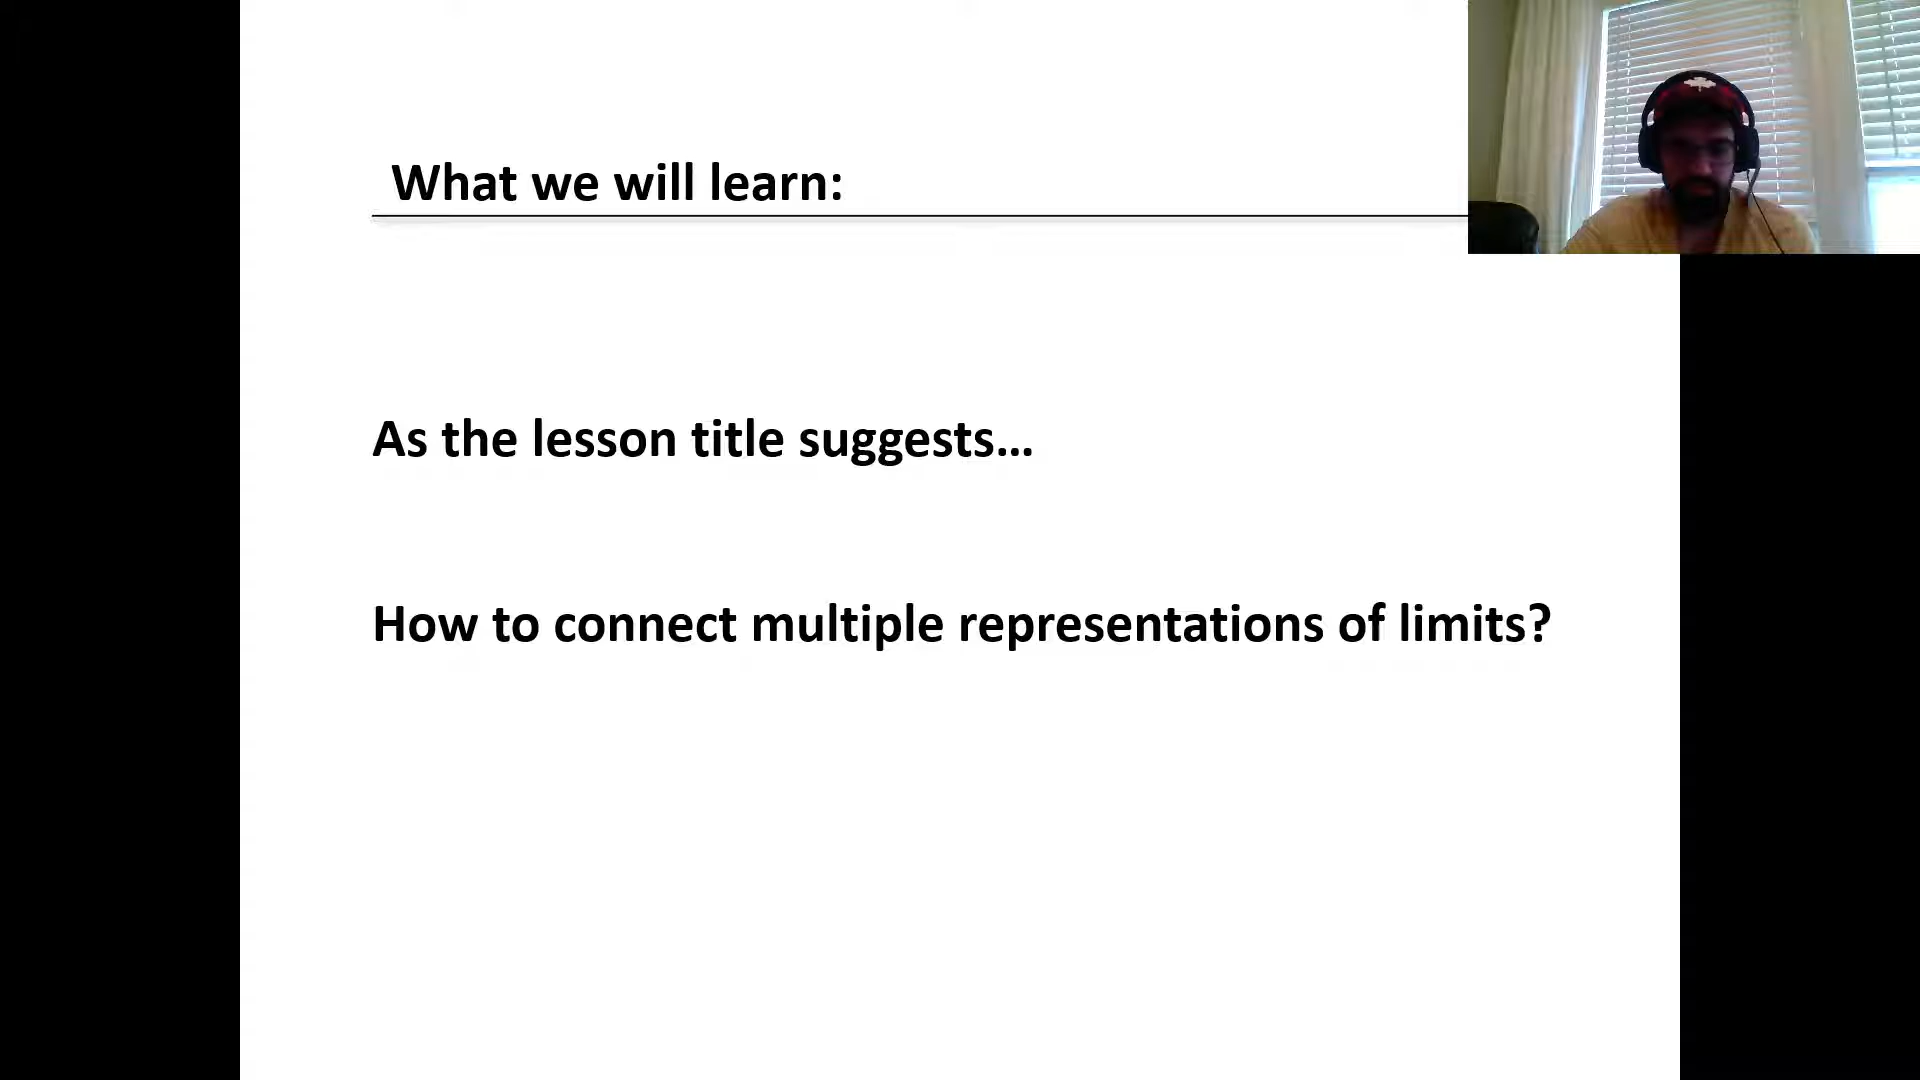 What we will learn:
As the lesson title suggests...
How to connect multiple representations of limits?